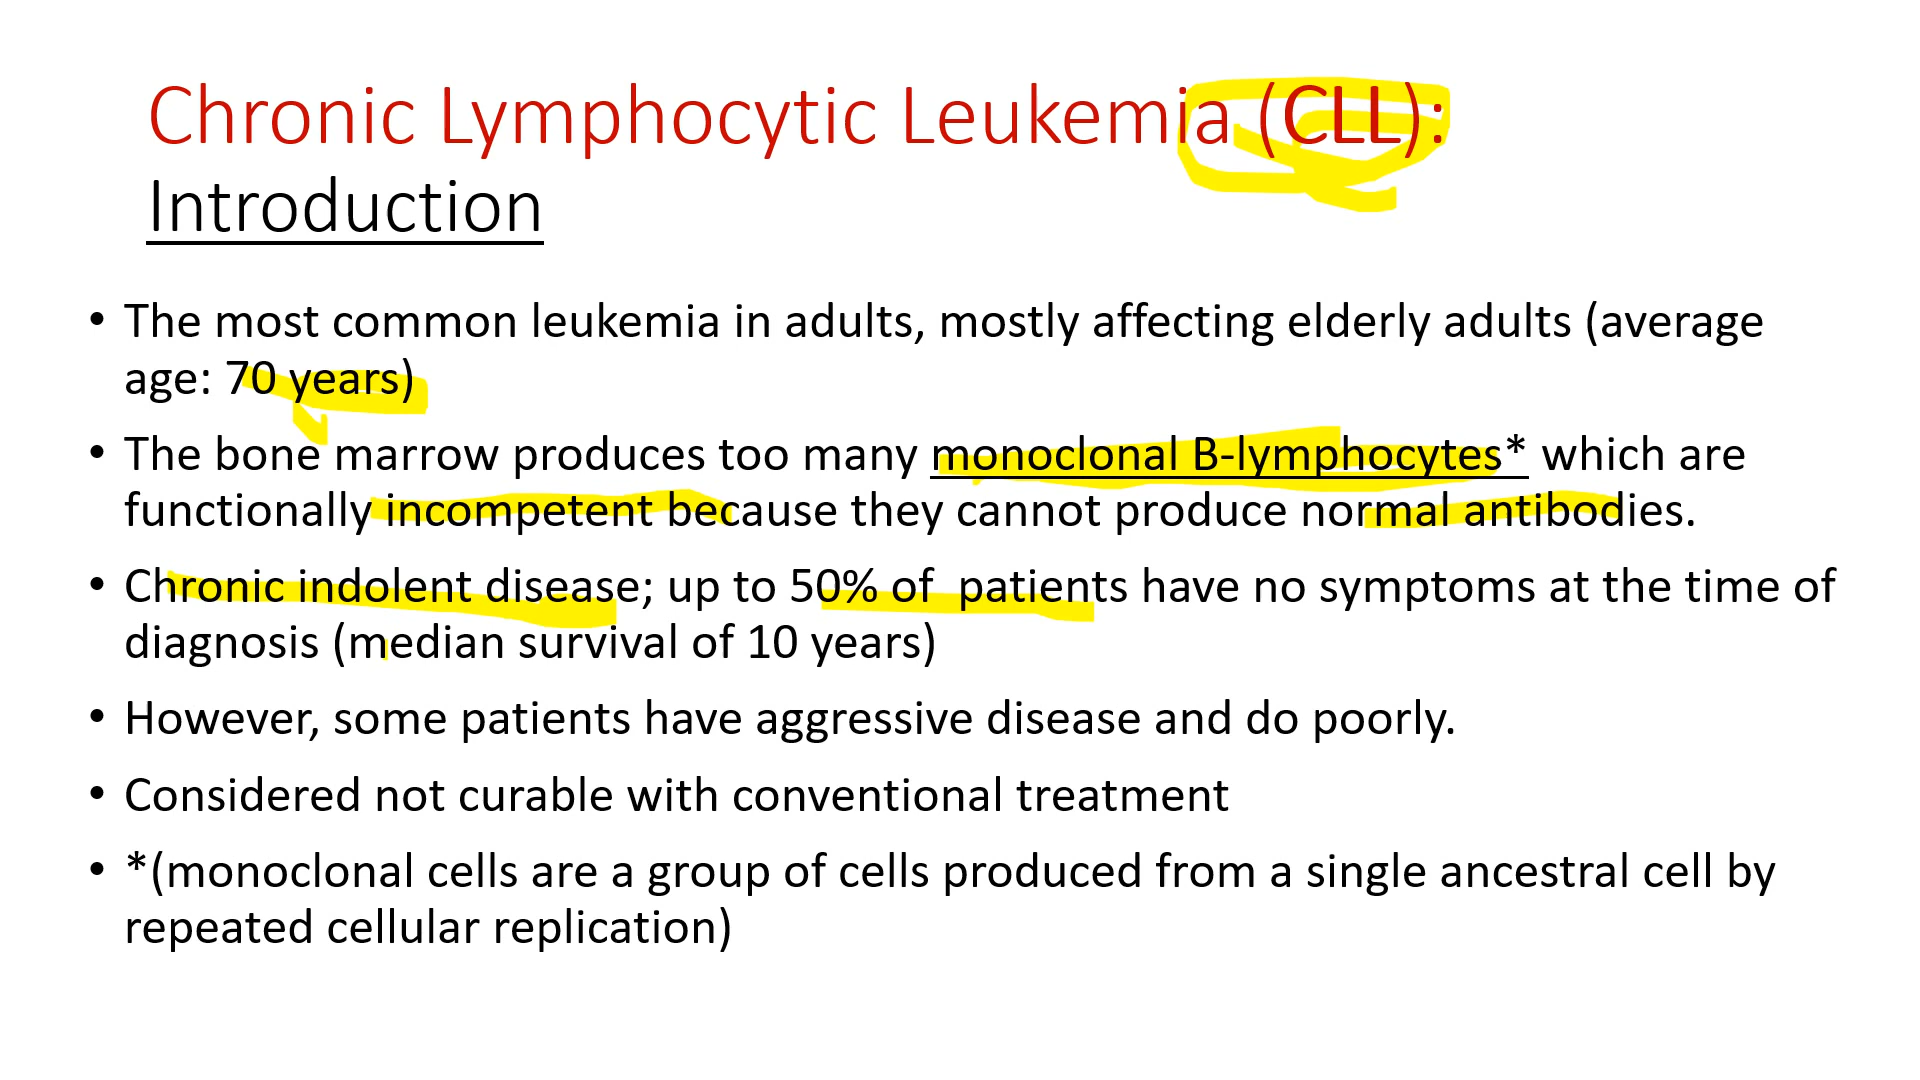 Chronic Lymphocytic Leukemia (CLL):
Introduction
• The most common leukemia in adults, mostly affecting elderly adults (average
age: 70 years)
• The bone marrow produces too many monoclonal B-lymphocytes* which are
functionally incompetent because they cannot produce normal antibodies.
• Chronic indolent disease; up to 50% of  patients have no symptoms at the time of
diagnosis (median survival of 10 years)
• However, some patients have aggressive disease and do poorly.
• Considered not curable with conventional treatment
• *(monoclonal cells are a group of cells produced from a single ancestral cell by
repeated cellular replication)